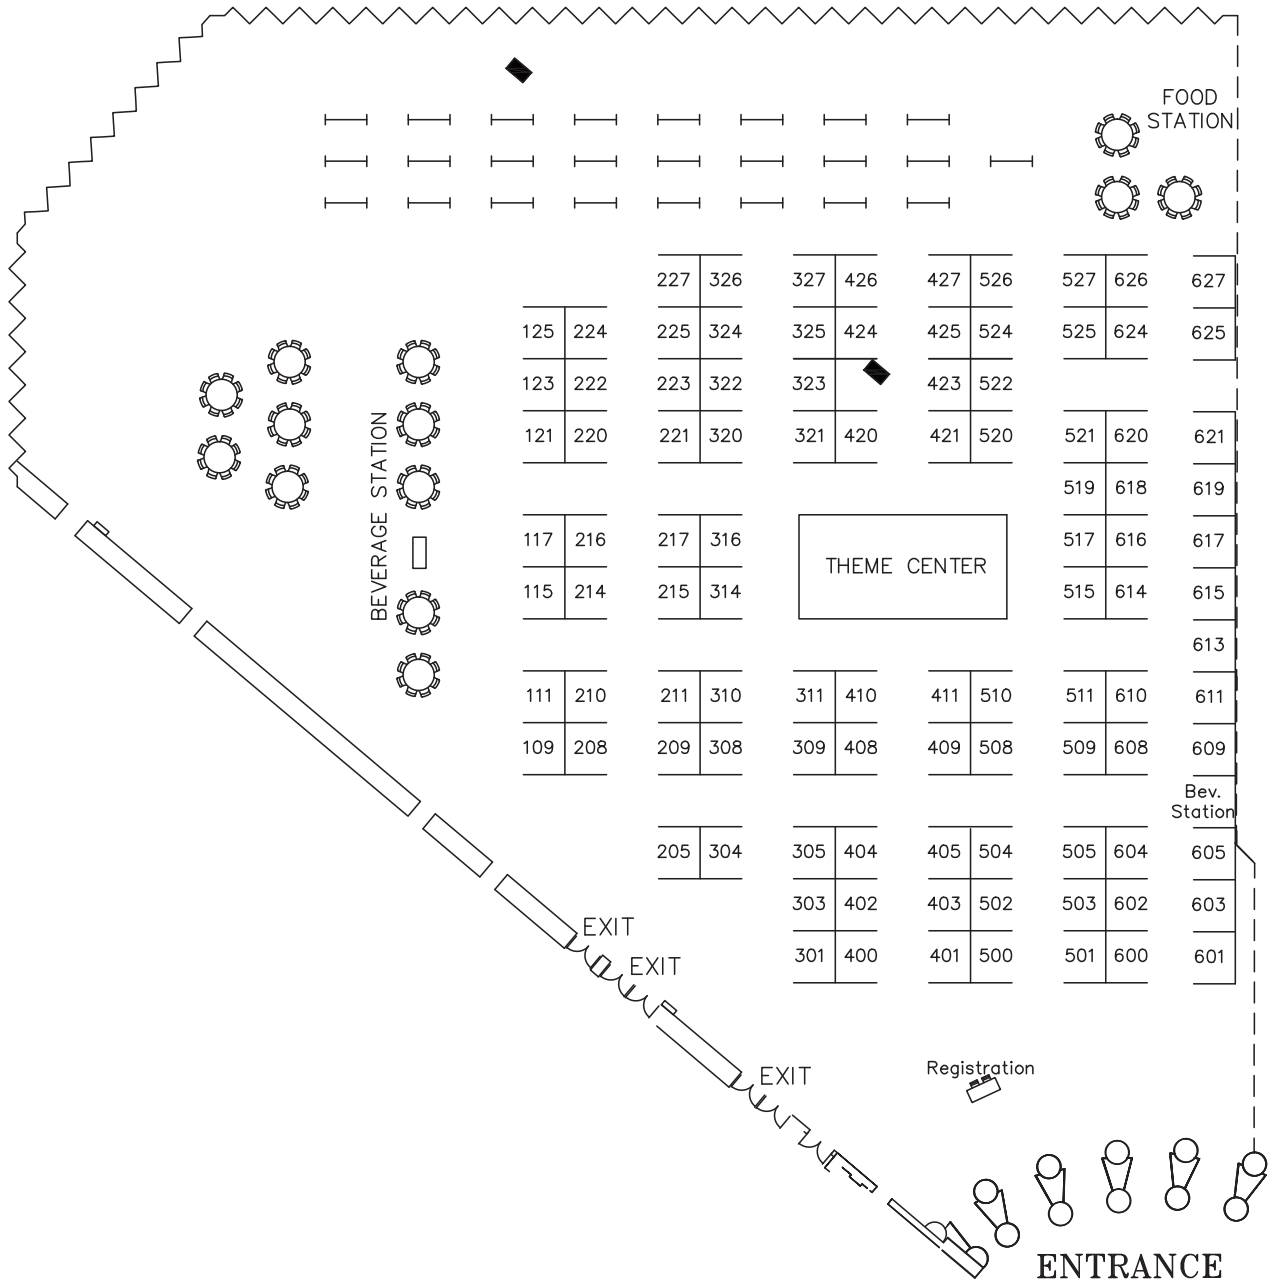 FOOD
STATION
227 326 327 426 427 526 527 626 627
125 224 225 324 325 424 425 524 525 624 625
123 222 223 322 323 423 522
BEVERAGE STATION
121 220 221 320 321 420 421 520 521 620 621
519 618 619
117 216 217 316 517 616 617
THEME CENTER
115 214 215 314 515 614 615
613
111 210 211 310 311 410 411 510 511 610 611
109 208 209 308 309 408 409 508 509 608 609
Bev.
Station
205 304 305 404 405 504 505 604 605
303 402 403 502 503 602 603
EXIT
301 400 401 500 501 600 601
EXIT
Registration
EXIT
ENTRANCE